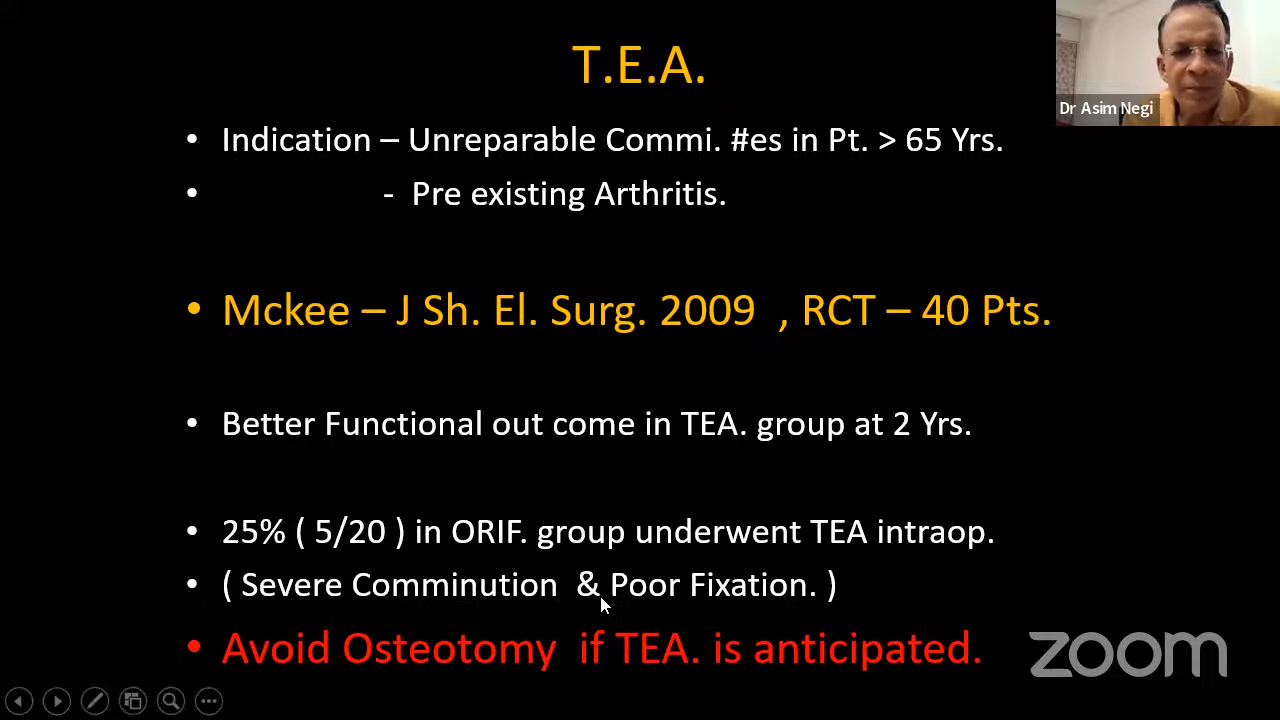 T.E.A.
Dr Asim Negi
• Indication – Unreparable Commi. #es in Pt. > 65 Yrs.
• - Pre existing Arthritis.
• Mckee – J Sh. El. Surg. 2009 , RCT – 40 Pts.
• Better Functional out come in TEA. group at 2 Yrs.
• 25% ( 5/20 ) in ORIF. group underwent TEA intraop.
• ( Severe Comminution & Poor Fixation. )
• Avoid Osteotomy if TEA. is anticipated.
zoom